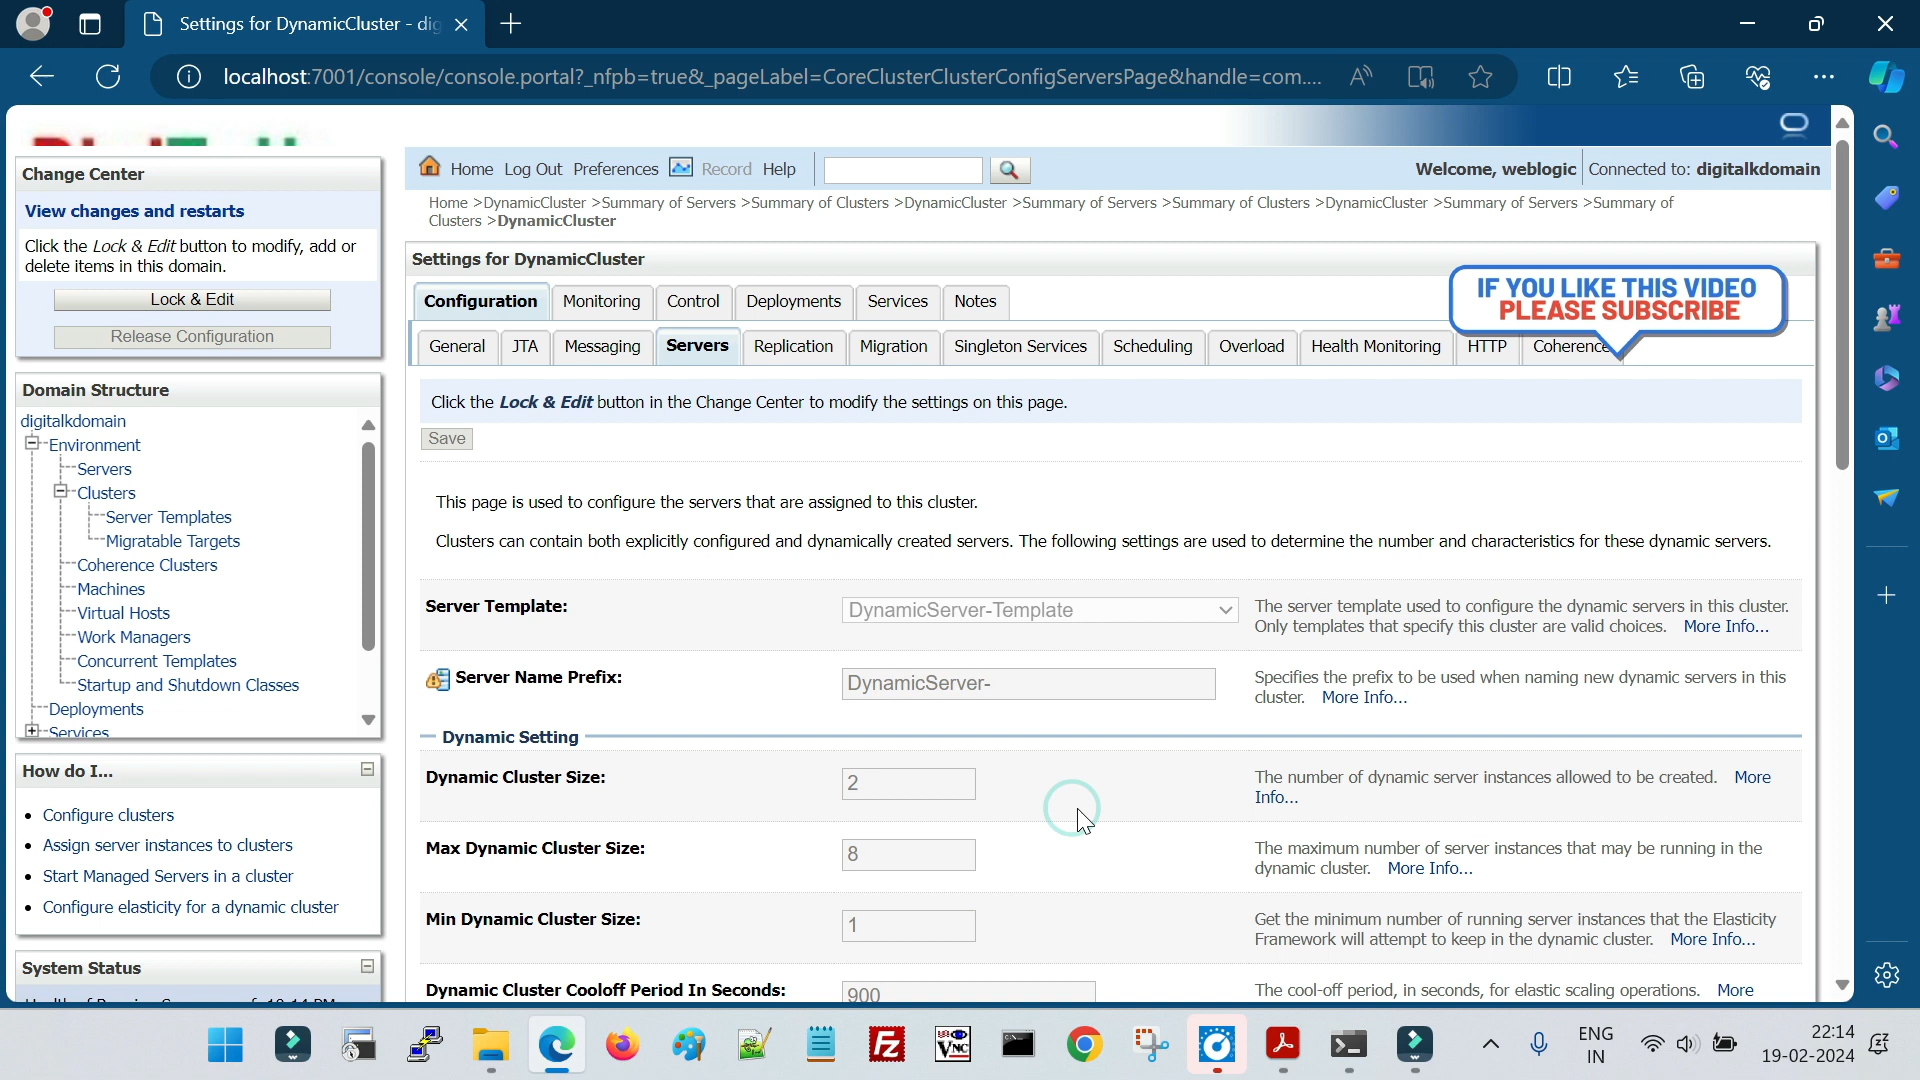 Settings for DynamicCluster - dig
localhost:7001/console/console.portal?_nfpb=true&_pageLabel=CoreClusterClusterConfigServersPage&handle=com....
Home Log Out Preferences Record Help
Welcome, weblogic Connected to: digitalkdomain
Home >DynamicCluster >Summary of Servers >Summary of Clusters >DynamicCluster >Summary of Servers >Summary of Clusters >DynamicCluster >Summary of Servers >Summary of
Clusters >DynamicCluster
Change Center
View changes and restarts
Click the Lock & Edit button to modify, add or
delete items in this domain.
Lock & Edit
Release Configuration
Domain Structure
digitalkdomain
Environment
Servers
Clusters
Server Templates
Migratable Targets
Coherence Clusters
Machines
Virtual Hosts
Work Managers
Concurrent Templates
Startup and Shutdown Classes
Deployments
Services
How do I...
Configure clusters
Assign server instances to clusters
Start Managed Servers in a cluster
Configure elasticity for a dynamic cluster
System Status
Settings for DynamicCluster
Configuration Monitoring Control Deployments Services Notes
IF YOU LIKE THIS VIDEO
PLEASE SUBSCRIBE
General JTA Messaging Servers Replication Migration Singleton Services Scheduling Overload Health Monitoring HTTP Coherence
Click the Lock & Edit button in the Change Center to modify the settings on this page.
Save
This page is used to configure the servers that are assigned to this cluster.
Clusters can contain both explicitly configured and dynamically created servers. The following settings are used to determine the number and characteristics for these dynamic servers.
Server Template: DynamicServer-Template The server template used to configure the dynamic servers in this cluster.
Only templates that specify this cluster are valid choices. More Info...
Server Name Prefix: DynamicServer- Specifies the prefix to be used when naming new dynamic servers in this
cluster. More Info...
Dynamic Setting
Dynamic Cluster Size: 2 The number of dynamic server instances allowed to be created. More
Info...
Max Dynamic Cluster Size: 8 The maximum number of server instances that may be running in the
dynamic cluster. More Info...
Min Dynamic Cluster Size: 1 Get the minimum number of running server instances that the Elasticity
Framework will attempt to keep in the dynamic cluster. More Info...
Dynamic Cluster Cooloff Period In Seconds: 900 The cool-off period, in seconds, for elastic scaling operations. More
ENG
IN
22:14
19-02-2024